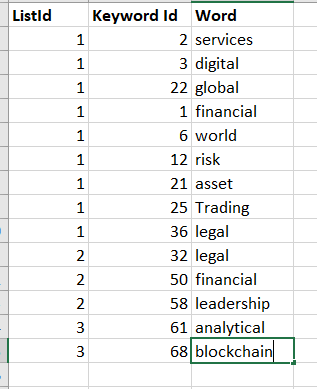 ListId Keyword Id Word
1 2 services
1 3 digital
1 22 global
1 1 financial
1 6 world
1 12 risk
1 21 asset
1 25 Trading
1 36 legal
2 32 legal
2 50 financial
2 58 leadership
3 61 analytical
3 68 blockchain